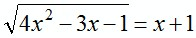 √(4x² − 3x − 1) = x + 1